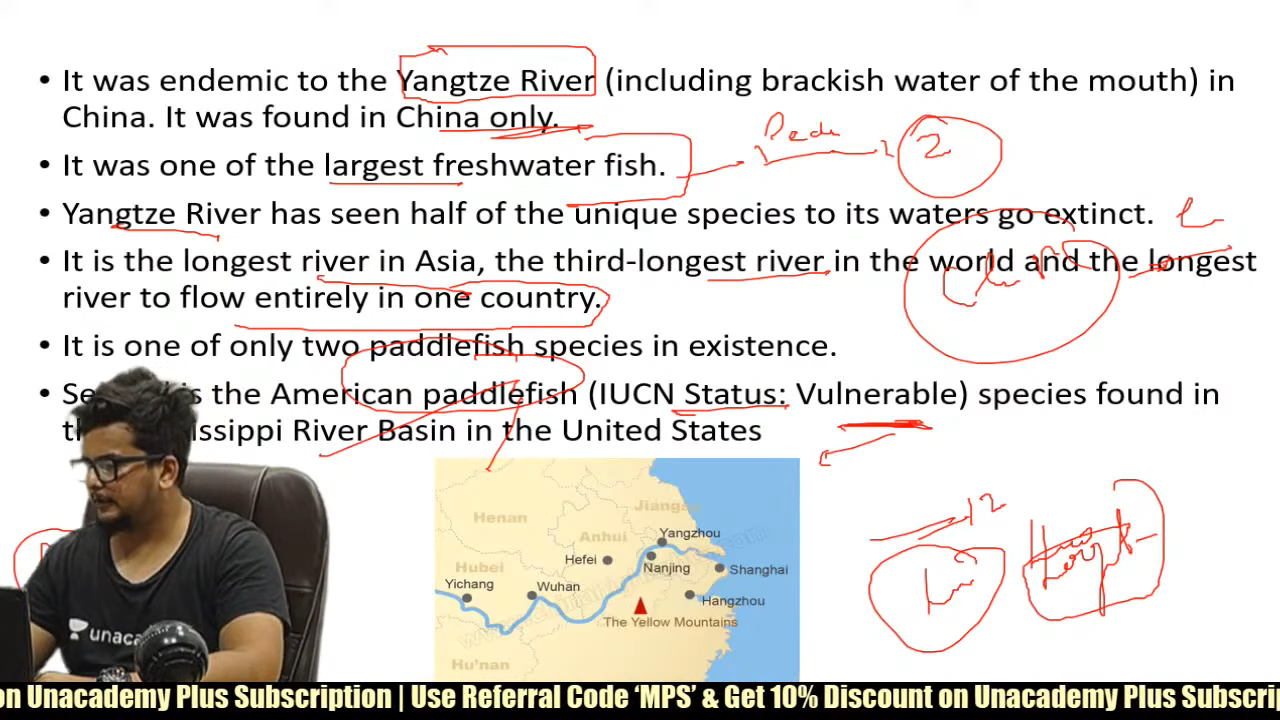 • It was endemic to the Yangtze River (including brackish water of the mouth) in
China. It was found in China only.
• It was one of the largest freshwater fish.
2
• Yangtze River has seen half of the unique species to its waters go extinct.
• It is the longest river in Asia, the third-longest river in the world and the longest
river to flow entirely in one country.
• It is one of only two paddlefish species in existence.
• is the American paddlefish (IUCN Status: Vulnerable) species found in
River Basin in the United States
Henan
Jiangs
Anhui
Yangzhou
Hefei
Nanjing
Shanghai
Hubei
Yichang
Wuhan
Hangzhou
The Yellow Mountains
Hu'nan
12
unaca
on Unacademy Plus Subscription | Use Referral Code ‘MPS’ & Get 10% Discount on Unacademy Plus Subscrip